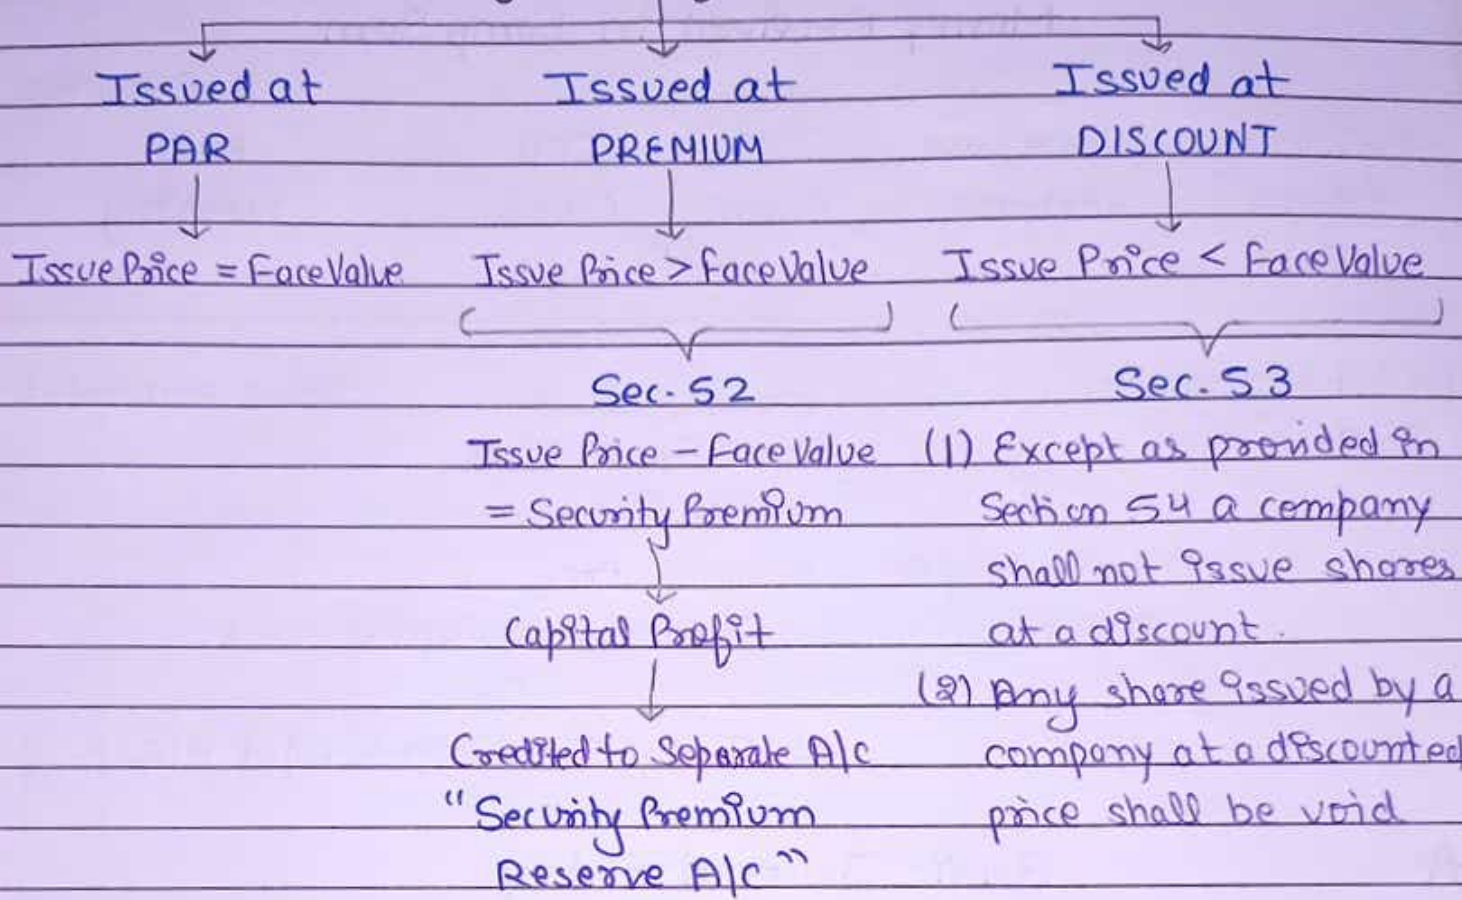 Issued at
PAR
Issue Price = Face Value
Issued at
PREMIUM
Issue Price > Face Value
Sec. 52
Issue Price - Face Value
= Security Premium
Capital Profit
Credited to Separate A/c
"Security Premium
Reserve A/c"
Issued at
DISCOUNT
Issue Price < Face Value
Sec. 53
(1) Except as provided in
Section 54 a company
shall not issue shares
at a discount.
(2) Any share issued by a
company at a discounted
price shall be void